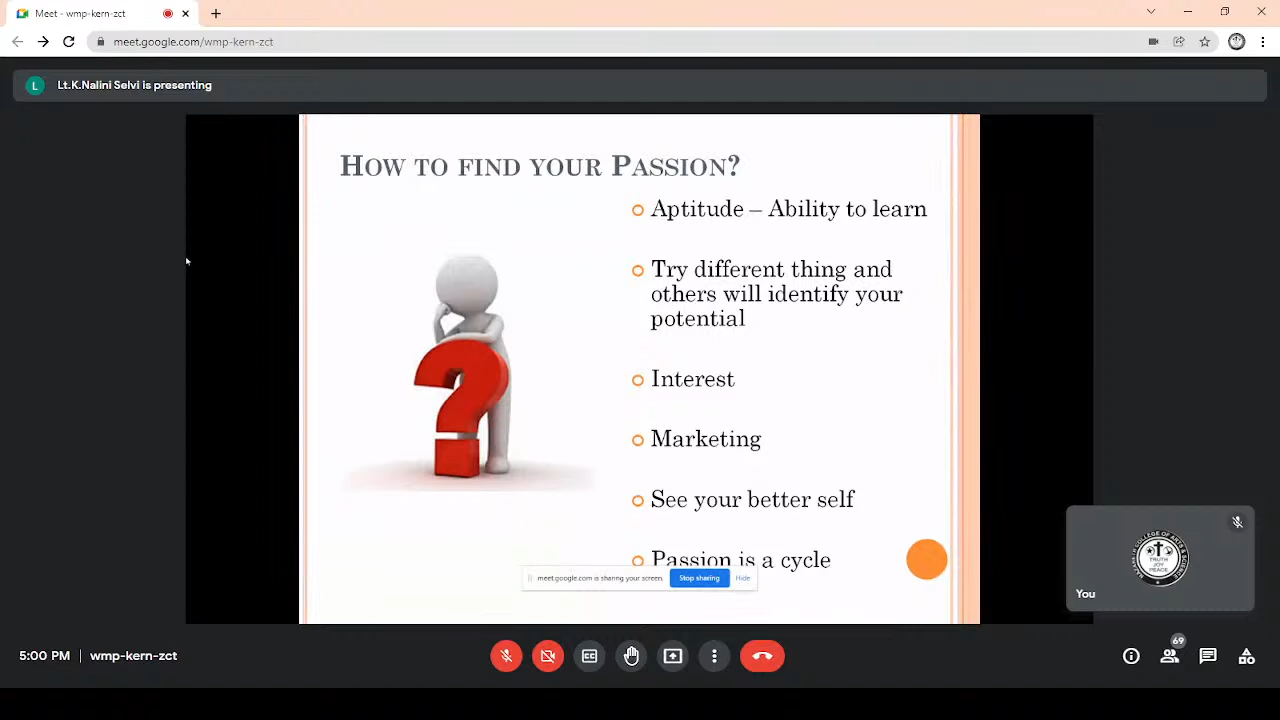 Meet - wmp-kern-zct
meet.google.com/wmp-kern-zct
L
Lt.K.Nalini Selvi is presenting
HOW TO FIND YOUR PASSION?
Aptitude – Ability to learn
Try different thing and
others will identify your
potential
Interest
Marketing
See your better self
Passion is a cycle
meet.google.com is sharing your screen.
Stop sharing
Hide
TRUTH
JOY
PEACE
You
5:00 PM
wmp-kern-zct
69